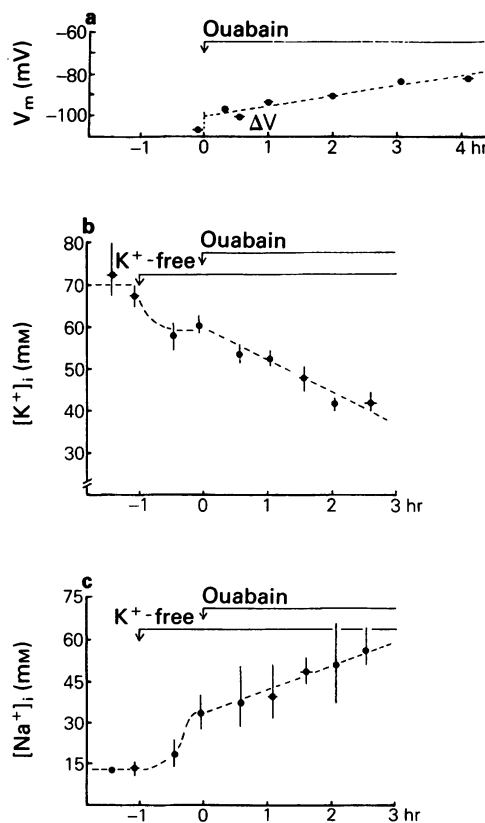 a
Ouabain
−60
−80
−100
Vm (mV)
ΔV
−1 0 1 2 3 4 hr
b
Ouabain
K+-free
80
70
60
50
40
30
[K+]i (mM)
−1 0 1 2 3 hr
c
Ouabain
K+-free
75
60
45
30
15
[Na+]i (mM)
−1 0 1 2 3 hr